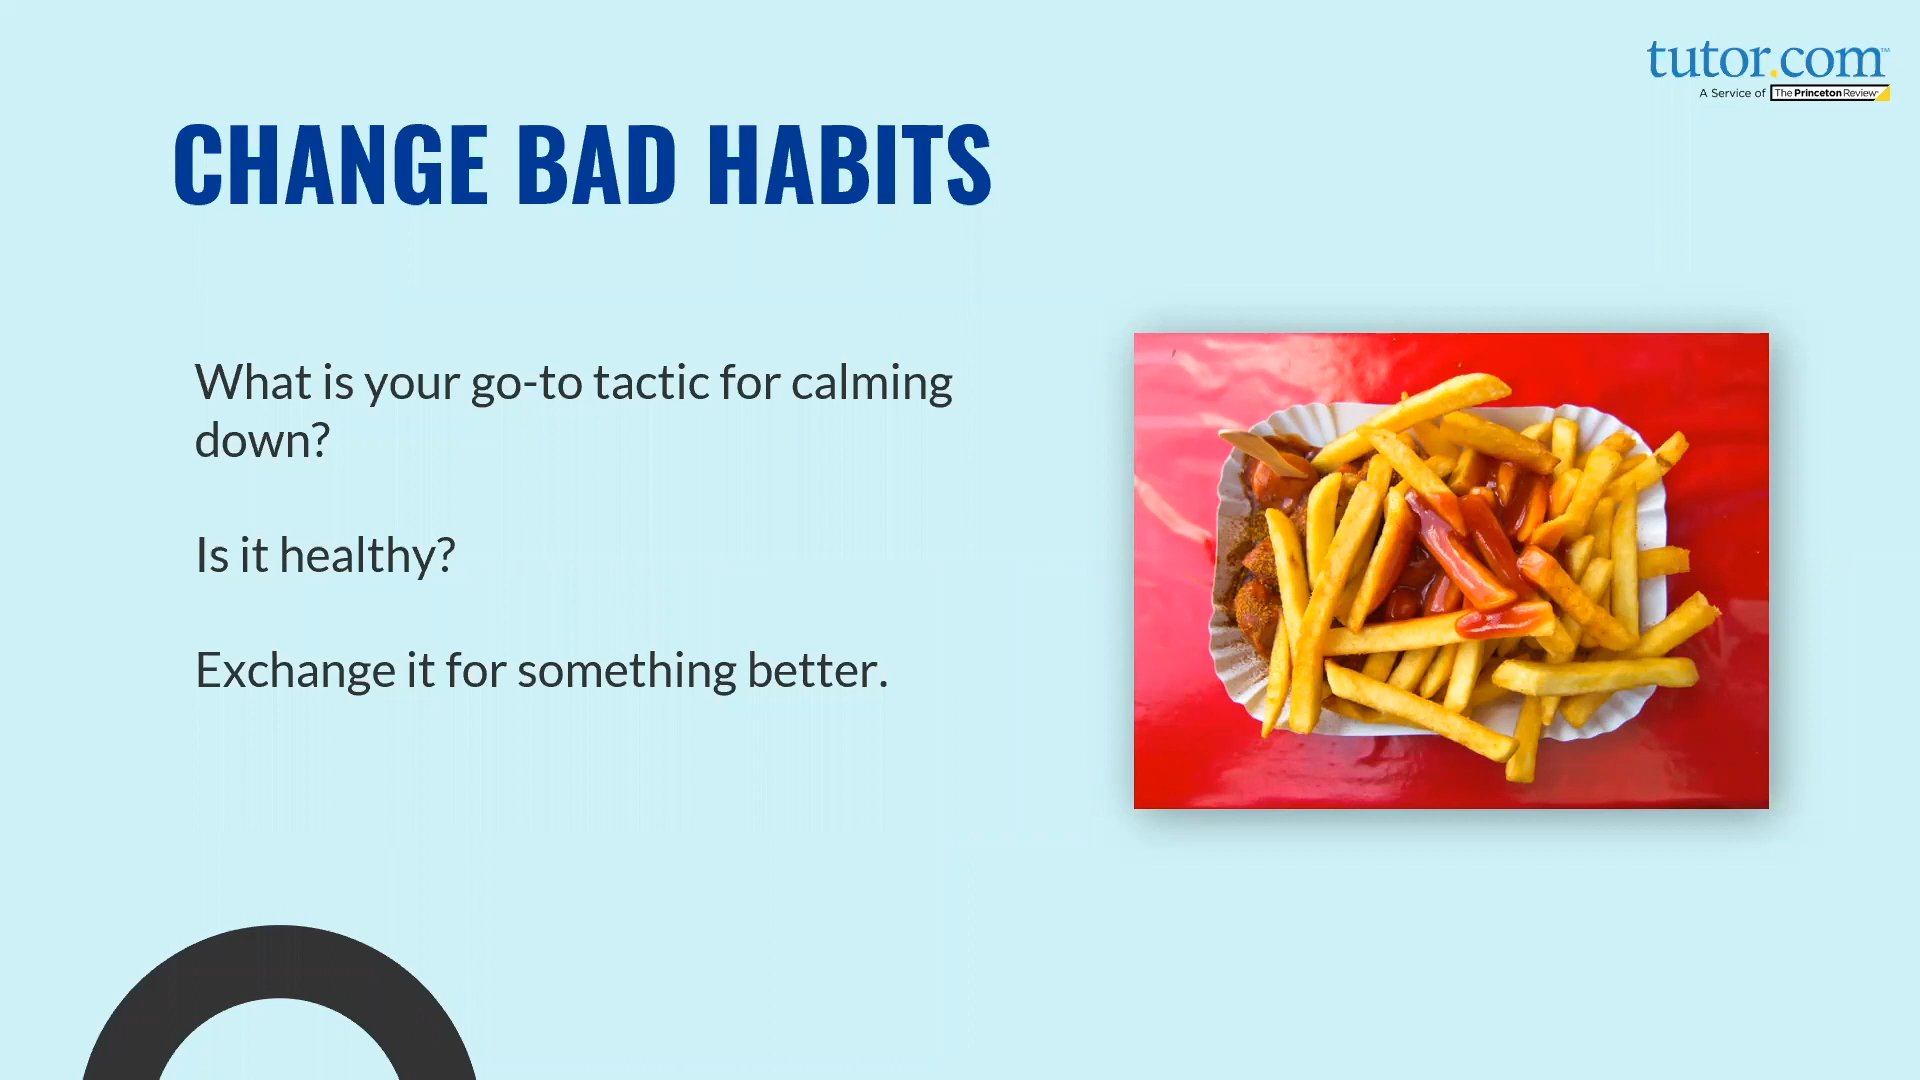 tutor.com™
A Service of The Princeton Review
CHANGE BAD HABITS
What is your go-to tactic for calming
down?
Is it healthy?
Exchange it for something better.